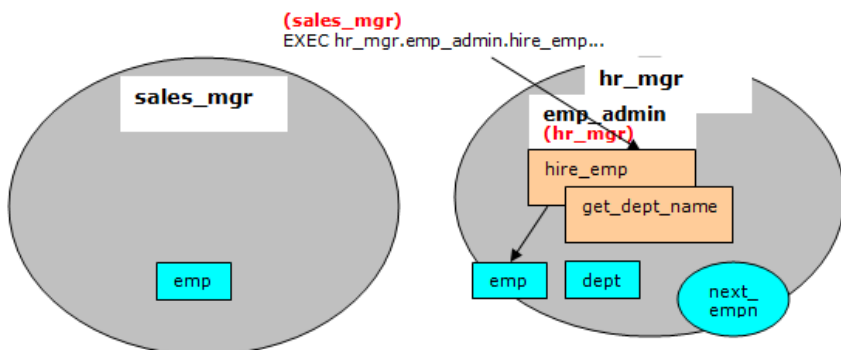 (sales_mgr)
EXEC hr_mgr.emp_admin.hire_emp...
sales_mgr
hr_mgr
emp_admin
(hr_mgr)
hire_emp
get_dept_name
emp
emp
dept
next_
empn